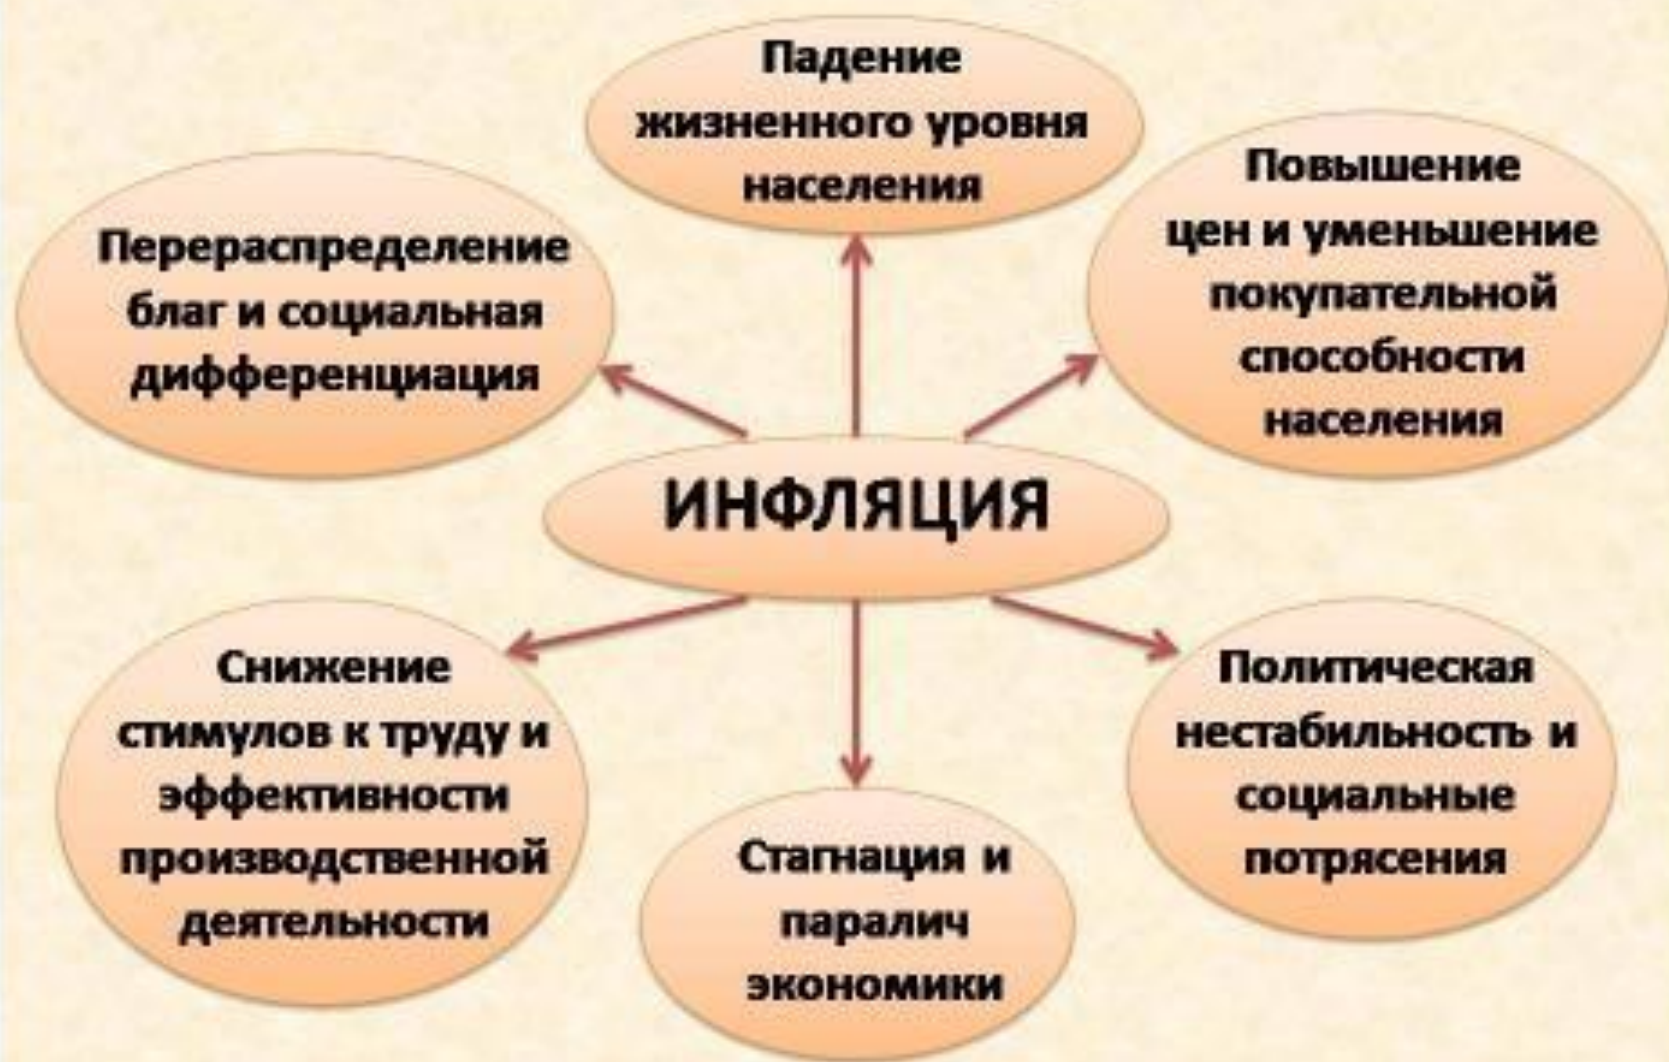 Падение
жизненного уровня
населения
Повышение
цен и уменьшение
покупательной
способности
населения
Перераспределение
благ и социальная
дифференциация
ИНФЛЯЦИЯ
Снижение
стимулов к труду и
эффективности
производственной
деятельности
Стагнация и
паралич
экономики
Политическая
нестабильность и
социальные
потрясения